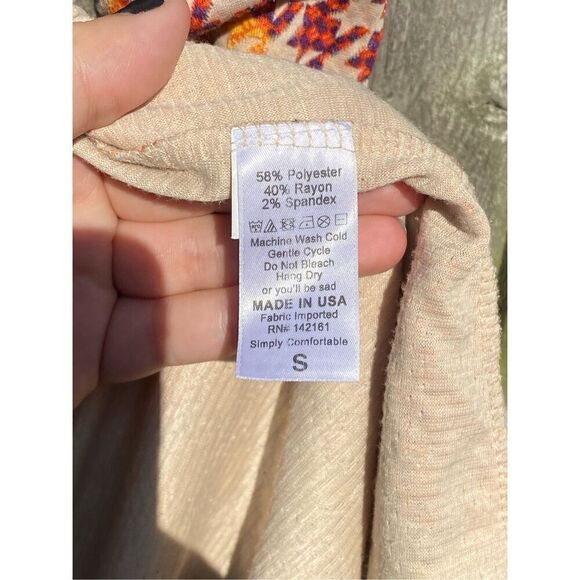 58% Polyester
40% Rayon
2% Spandex
Machine Wash Cold
Gentle Cycle
Do Not Bleach
Hang Dry
or you'll be sad
MADE IN USA
Fabric Imported
RN# 142161
Simply Comfortable
S